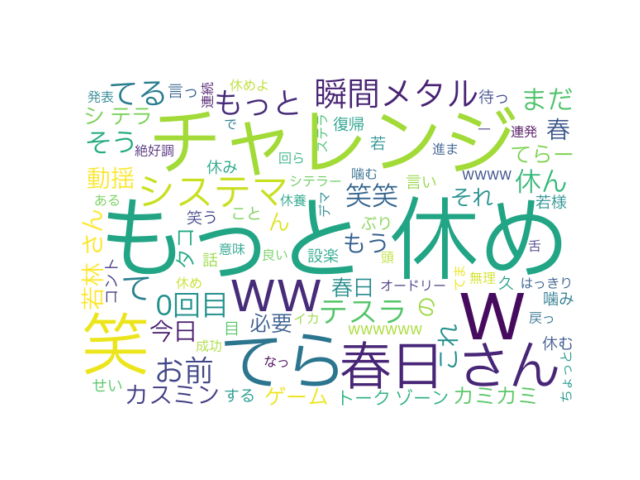 発表
てる
言っ
連続
休めよ
瞬間メタル
待っ
まだ
シテラ
もっと
で
ステラ
復帰
一
連発
春
そう
チャレンジ
若
進ま
絶好調
休み
回ら
噛む
てらー
動揺
システマ
シテラー
デマ
笑笑
言い
wwww
休ん
ある
休養
それ
若様
笑う
こと
ん
ぶり
もっと休め
若林さん
コント
タコ
話
意味
良い
設楽
もう
頭
舌
て
ww
春日
オードリー
てま
無理
久
はっきり
0回目
テスラ
の
w
噛み
笑
今日
目
必要
イカ
wwwwww
戻っ
成功
てら
春日さん
これ
休む
お前
なっ
せい
カスミン
する
ゲーム
トークゾーン
カミカミ
休め